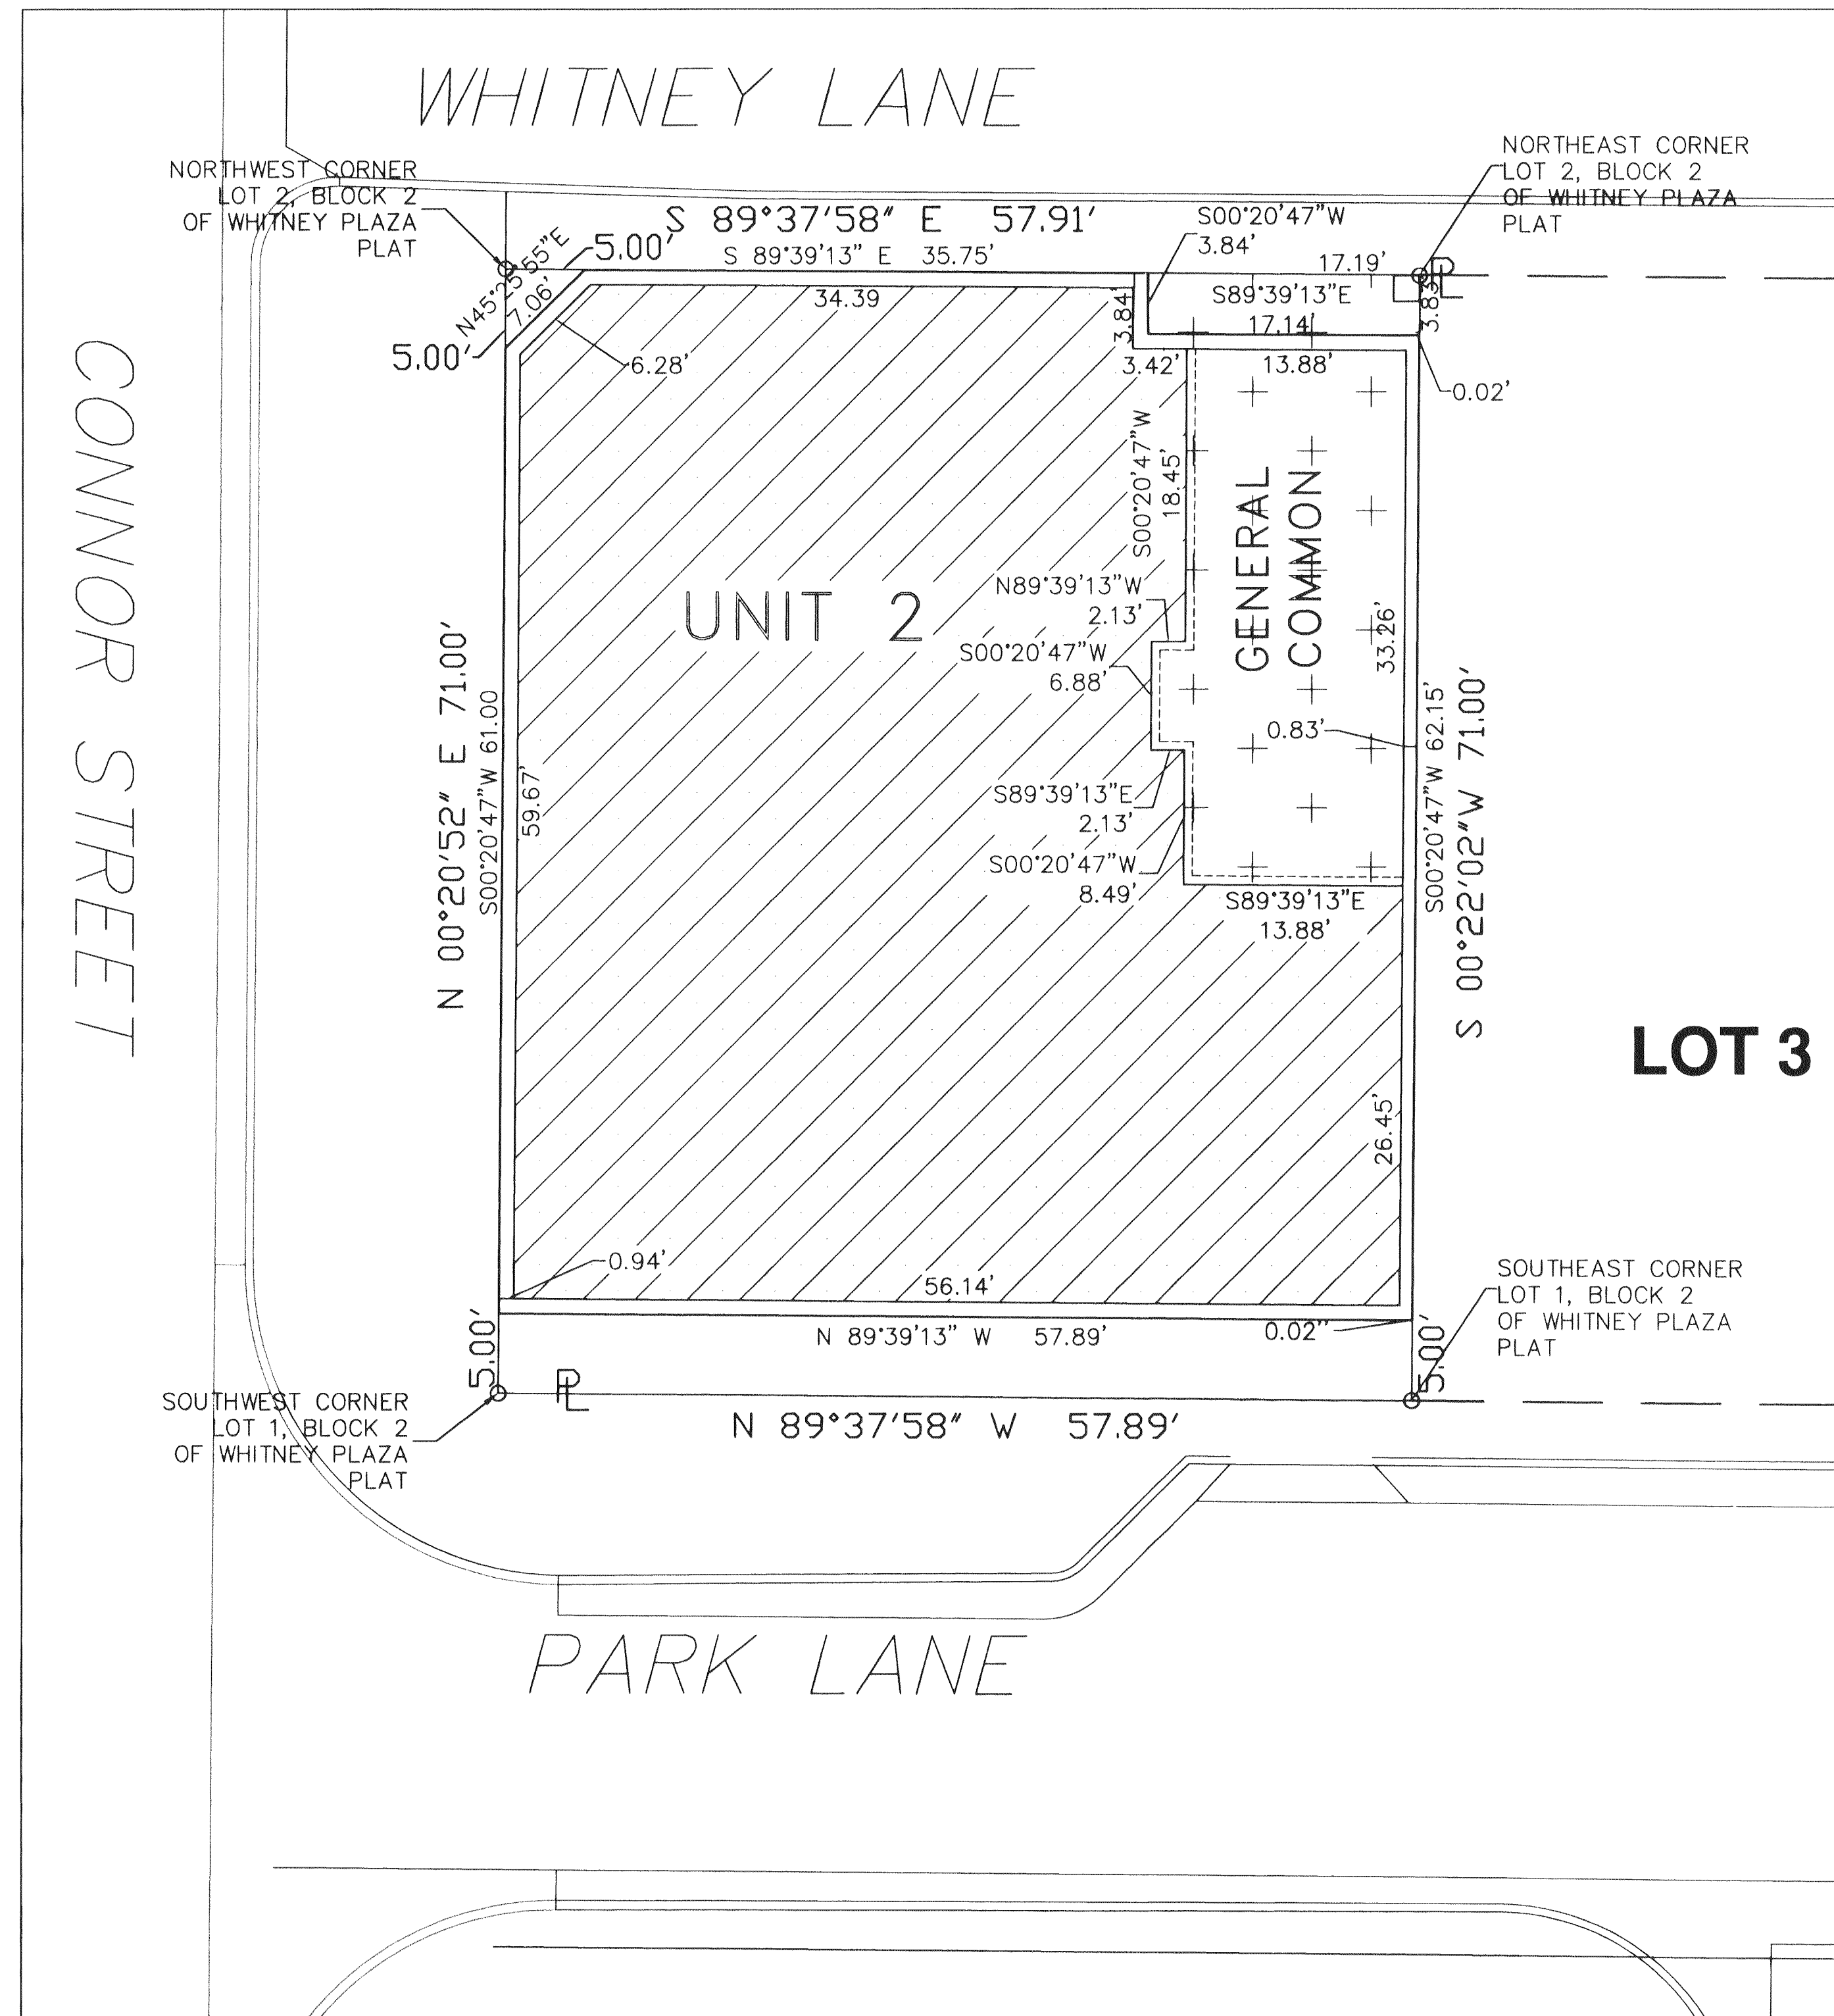 WHITNEY LANE
NORTHWEST CORNER
LOT 2, BLOCK 2
OF WHITNEY PLAZA
PLAT
NORTHEAST CORNER
LOT 2, BLOCK 2
OF WHITNEY PLAZA
PLAT
S 89°37'58" E 57.91'
S 89°39'13" E 35.75'
S00°20'47"W
3.84'
17.19'
S89°39'13"E
17.14'
3.83'
PL
N45°25'55"E
7.06'
5.00'
5.00'
6.28'
34.39
3.84'
3.42'
13.88'
0.02'
CONNOR STREET
UNIT 2
GENERAL
COMMON
S00°20'47"W
18.45'
N89°39'13"W
2.13'
S00°20'47"W
6.88'
S89°39'13"E
2.13'
S00°20'47"W
8.49'
S89°39'13"E
13.88'
33.26'
0.83'
N 00°20'52" E 71.00'
S00°20'47"W 61.00
59.67'
S00°20'47"W 62.15'
S 00°22'02"W 71.00'
LOT 3
26.45'
0.94'
56.14'
N 89°39'13" W 57.89'
0.02"
5.00'
5.00'
SOUTHEAST CORNER
LOT 1, BLOCK 2
OF WHITNEY PLAZA
PLAT
SOUTHWEST CORNER
LOT 1, BLOCK 2
OF WHITNEY PLAZA
PLAT
PL
N 89°37'58" W 57.89'
PARK LANE